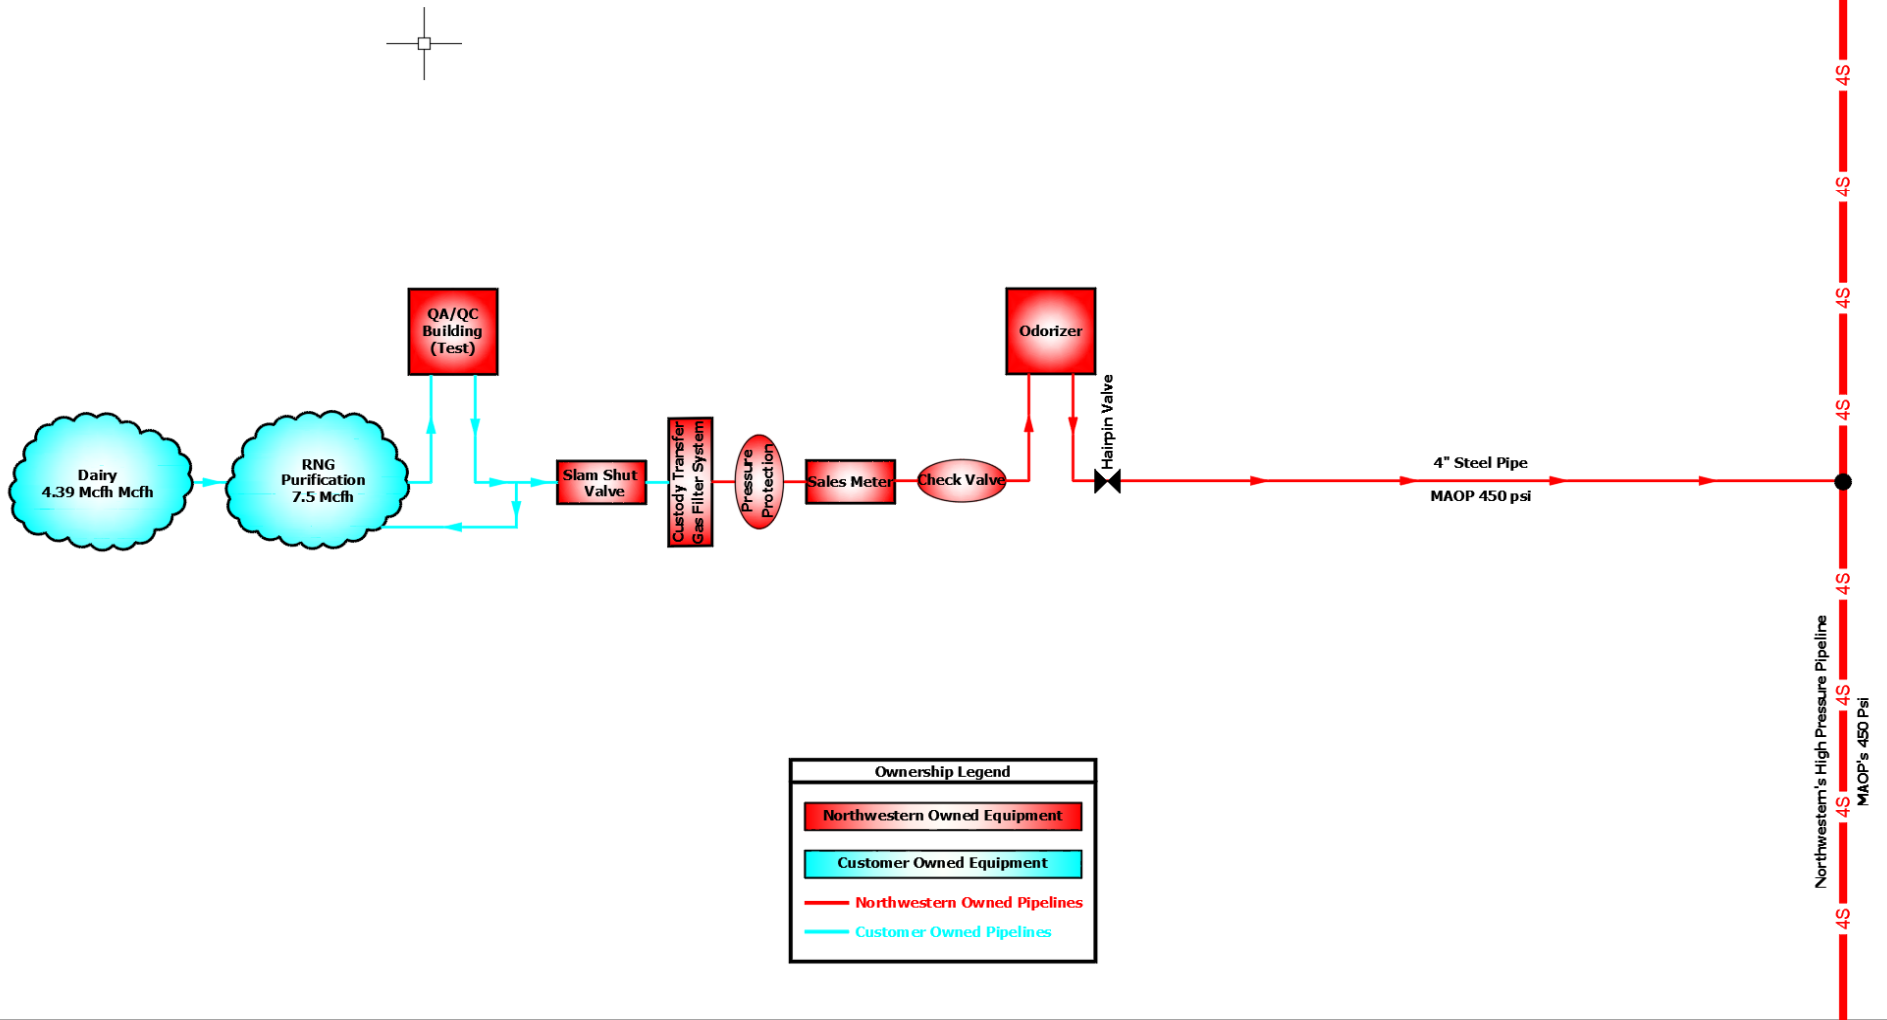 QA/QC
Building
(Test)
Odorizer
Hairpin Valve
Dairy
4.39 Mcfh Mcfh
RNG
Purification
7.5 Mcfh
Slam Shut
Valve
Custody Transfer
Gas Filter System
Pressure
Protection
Sales Meter
Check Valve
4" Steel Pipe
MAOP 450 psi
4S
4S
4S
4S
4S
4S
4S
4S
Northwestern's High Pressure Pipeline
MAOP's 450 Psi
Ownership Legend
Northwestern Owned Equipment
Customer Owned Equipment
Northwestern Owned Pipelines
Customer Owned Pipelines